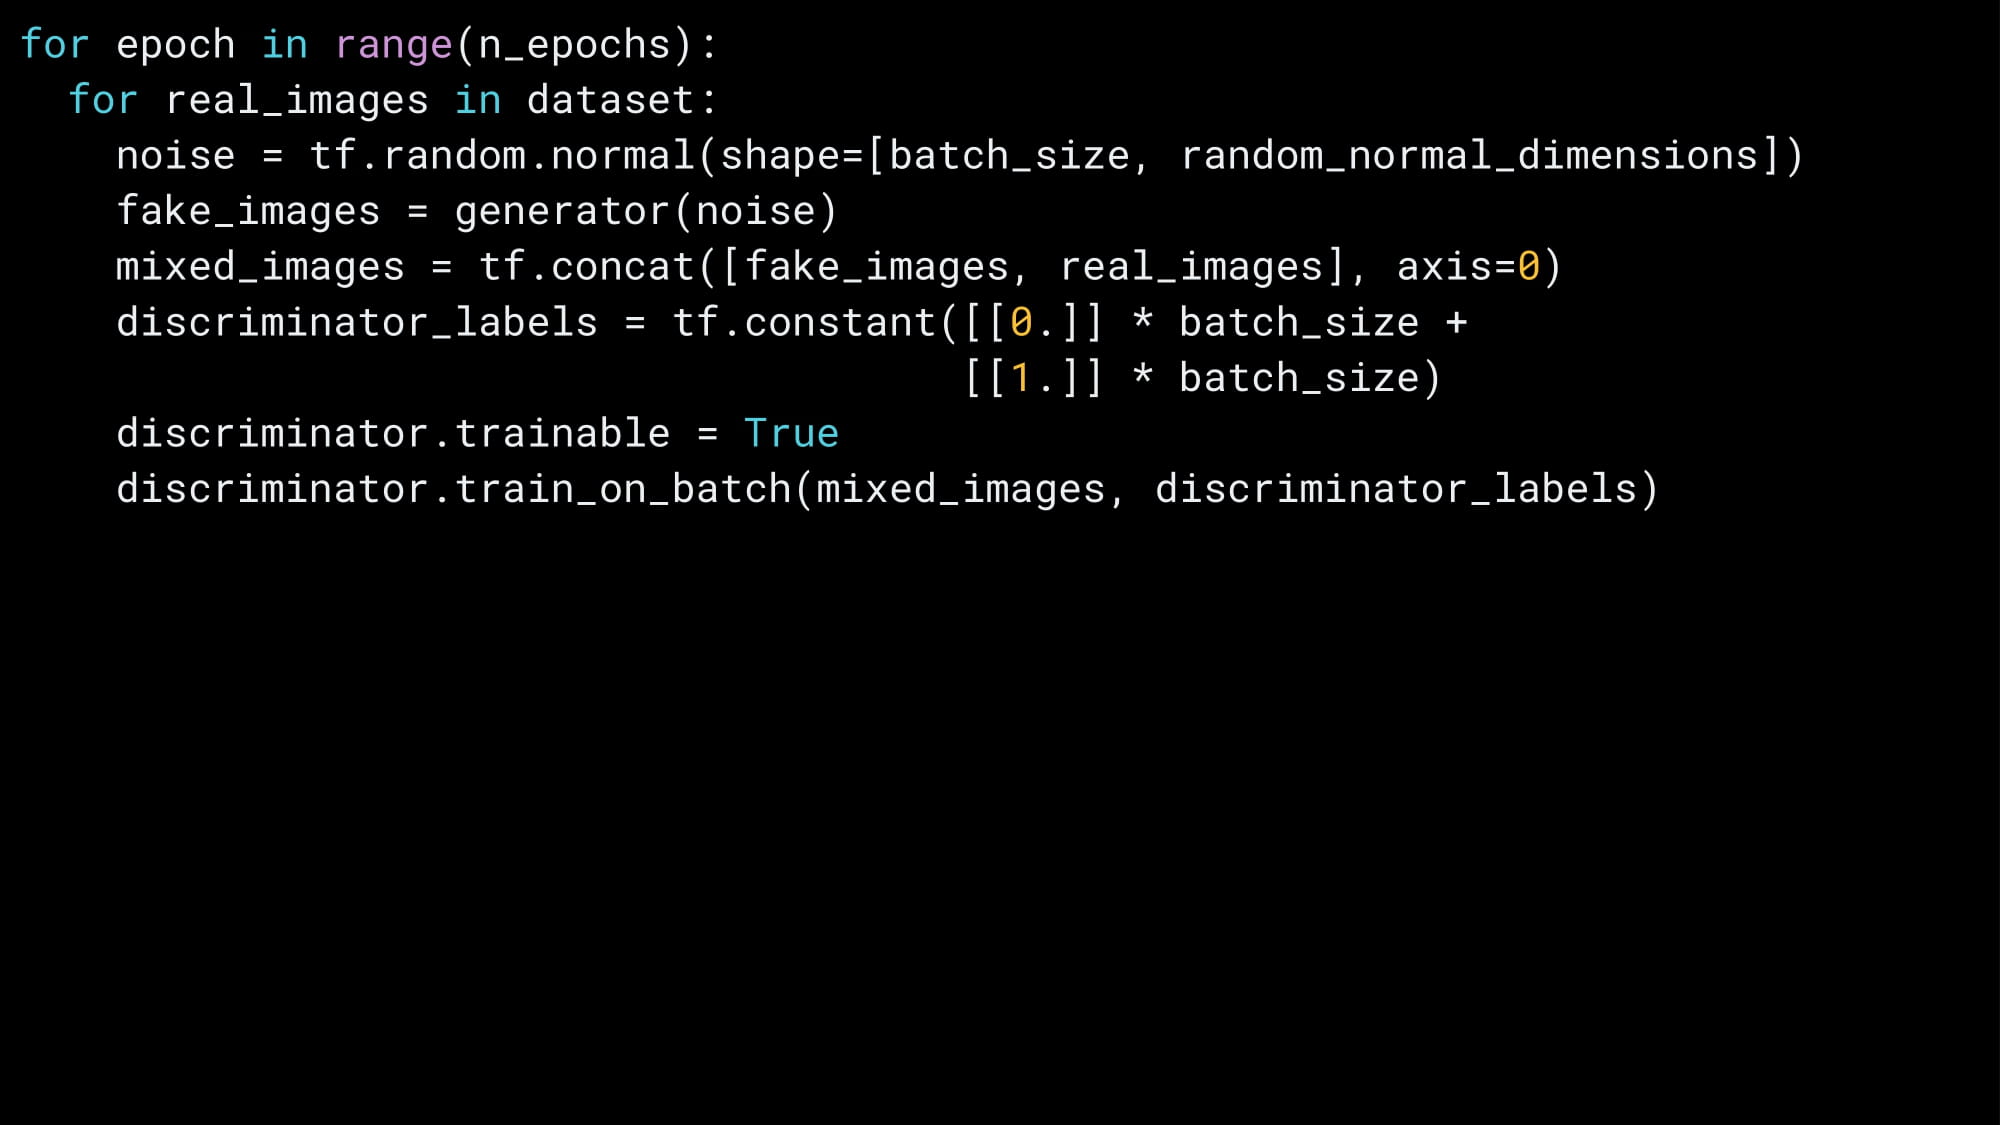 for epoch in range(n_epochs):
  for real_images in dataset:
    noise = tf.random.normal(shape=[batch_size, random_normal_dimensions])
    fake_images = generator(noise)
    mixed_images = tf.concat([fake_images, real_images], axis=0)
    discriminator_labels = tf.constant([[0.]] * batch_size +
                                       [[1.]] * batch_size)
    discriminator.trainable = True
    discriminator.train_on_batch(mixed_images, discriminator_labels)